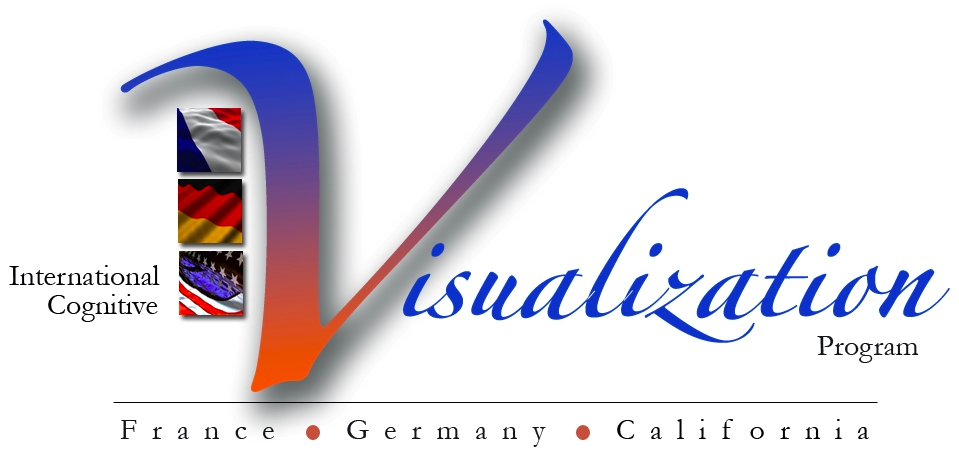 International
Cognitive
Visualization
Program
France • Germany • California